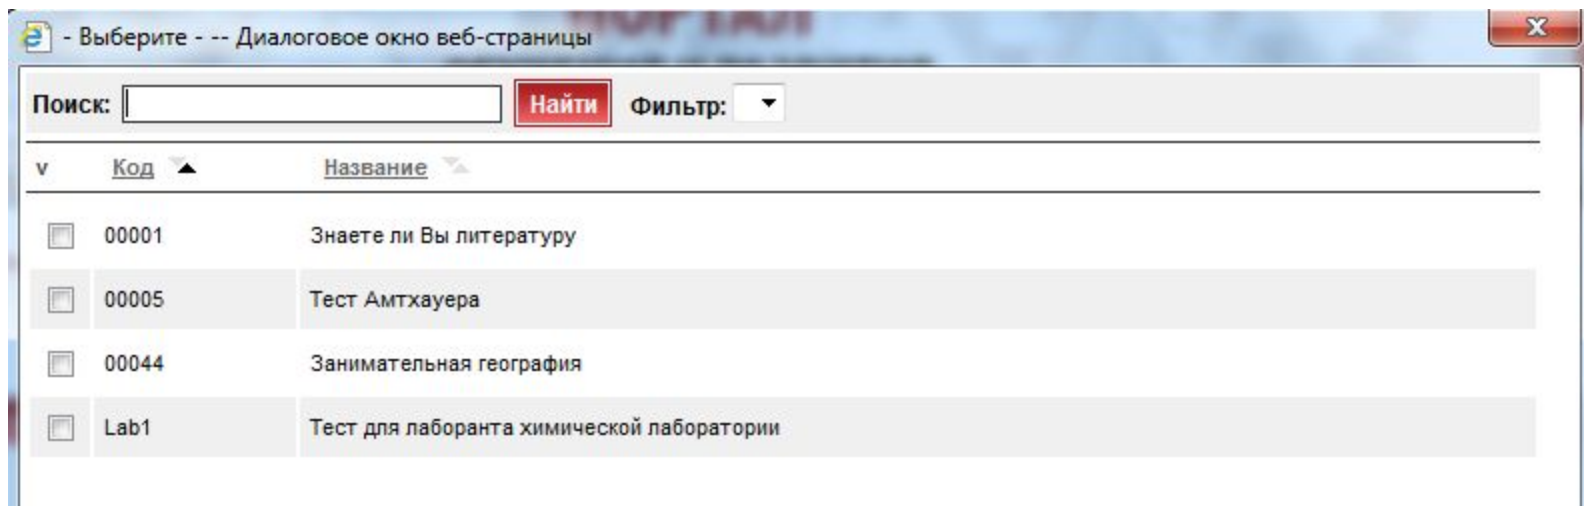 ПОРТАЛ
- Выберите - -- Диалоговое окно веб-страницы
Поиск: Найти Фильтр:
v Код Название
00001 Знаете ли Вы литературу
00005 Тест Амтхауера
00044 Занимательная география
Lab1 Тест для лаборанта химической лаборатории